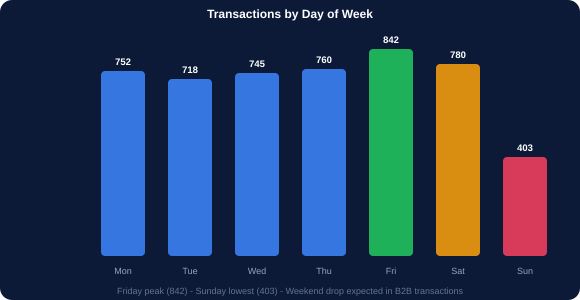 Transactions by Day of Week
752
718
745
760
842
780
403
Mon
Tue
Wed
Thu
Fri
Sat
Sun
Friday peak (842) - Sunday lowest (403) - Weekend drop expected in B2B transactions